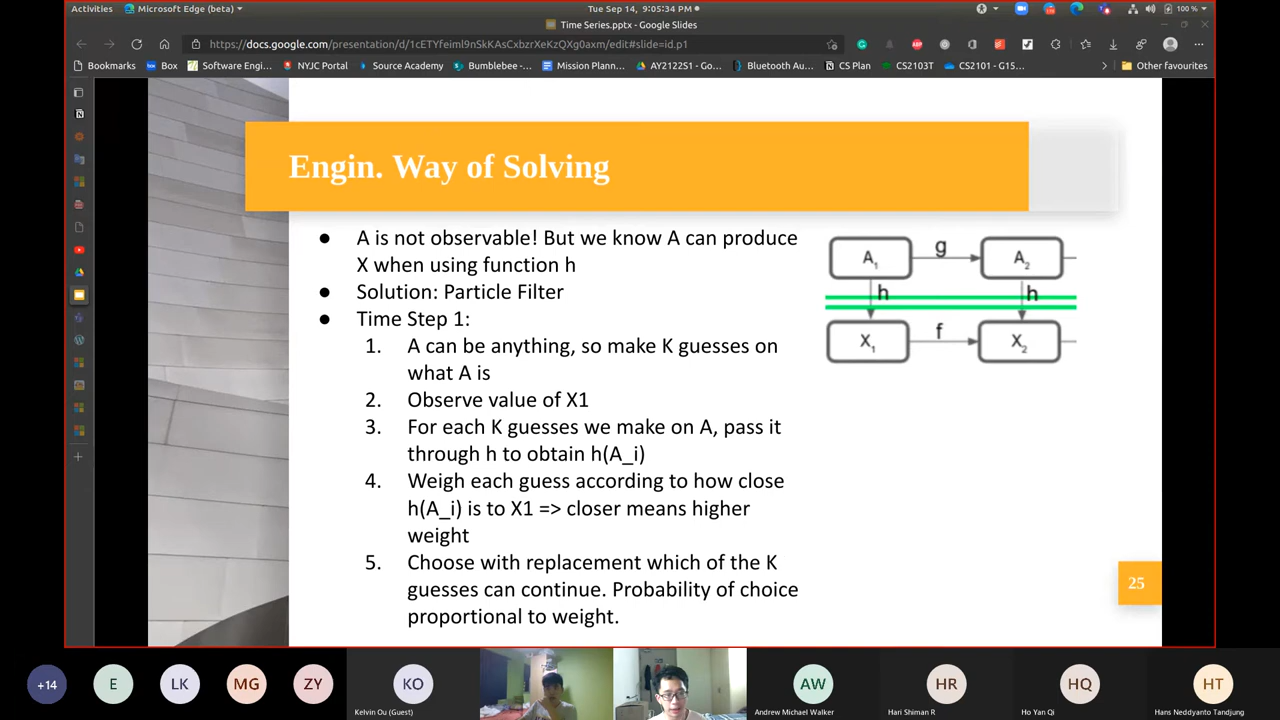 Activities Microsoft Edge (beta) Tue Sep 14, 9:05:34 PM 100 %
Time Series.pptx - Google Slides
https://docs.google.com/presentation/d/1cETYfeiml9nSkKAsCxbzrXeKzQXg0axm/edit#slide=id.p1
Bookmarks Box Software Engi... NYJC Portal Source Academy Bumblebee -... Mission Plann... AY2122S1 - Go... Bluetooth Au... CS Plan CS2103T CS2101 - G15... Other favourites
Engin. Way of Solving
● A is not observable! But we know A can produce
X when using function h
● Solution: Particle Filter
● Time Step 1:
1. A can be anything, so make K guesses on
what A is
2. Observe value of X1
3. For each K guesses we make on A, pass it
through h to obtain h(A_i)
4. Weigh each guess according to how close
h(A_i) is to X1 => closer means higher
weight
5. Choose with replacement which of the K
guesses can continue. Probability of choice
proportional to weight.
A1 g A2
h h
X1 f X2
25
+14 E LK MG ZY KO AW HR HQ HT
Kelvin Ou (Guest) Andrew Michael Walker Hari Shiman R Ho Yan Qi Hans Neddyanto Tandjung